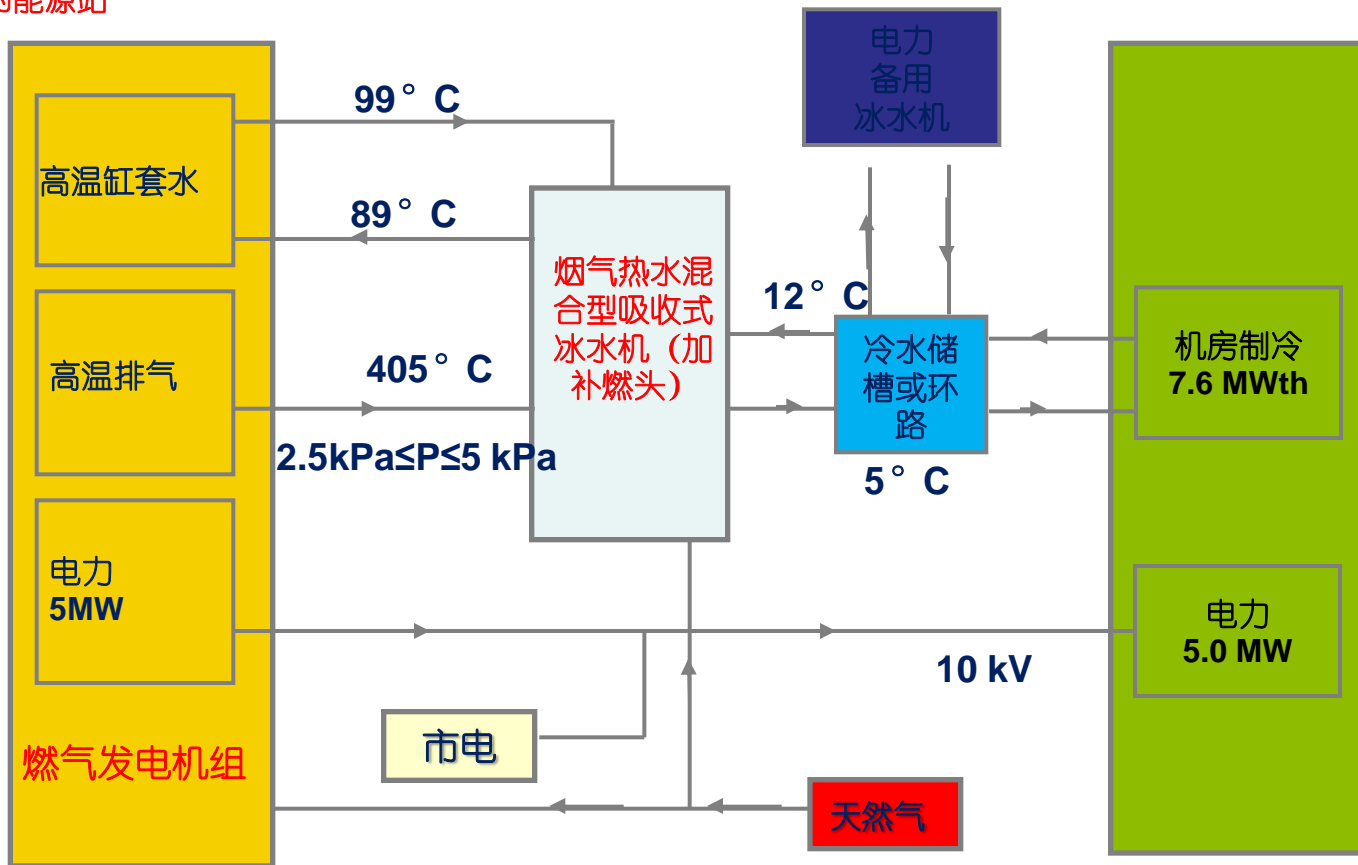 的能源站
电力
备用
冰水机
99°C
高温缸套水
89°C
烟气热水混
合型吸收式
冰水机（加
补燃头）
12°C
冷水储
槽或环
路
机房制冷
7.6 MWth
高温排气
405°C
2.5kPa≤P≤5 kPa
5°C
电力
5MW
电力
5.0 MW
10 kV
市电
燃气发电机组
天然气